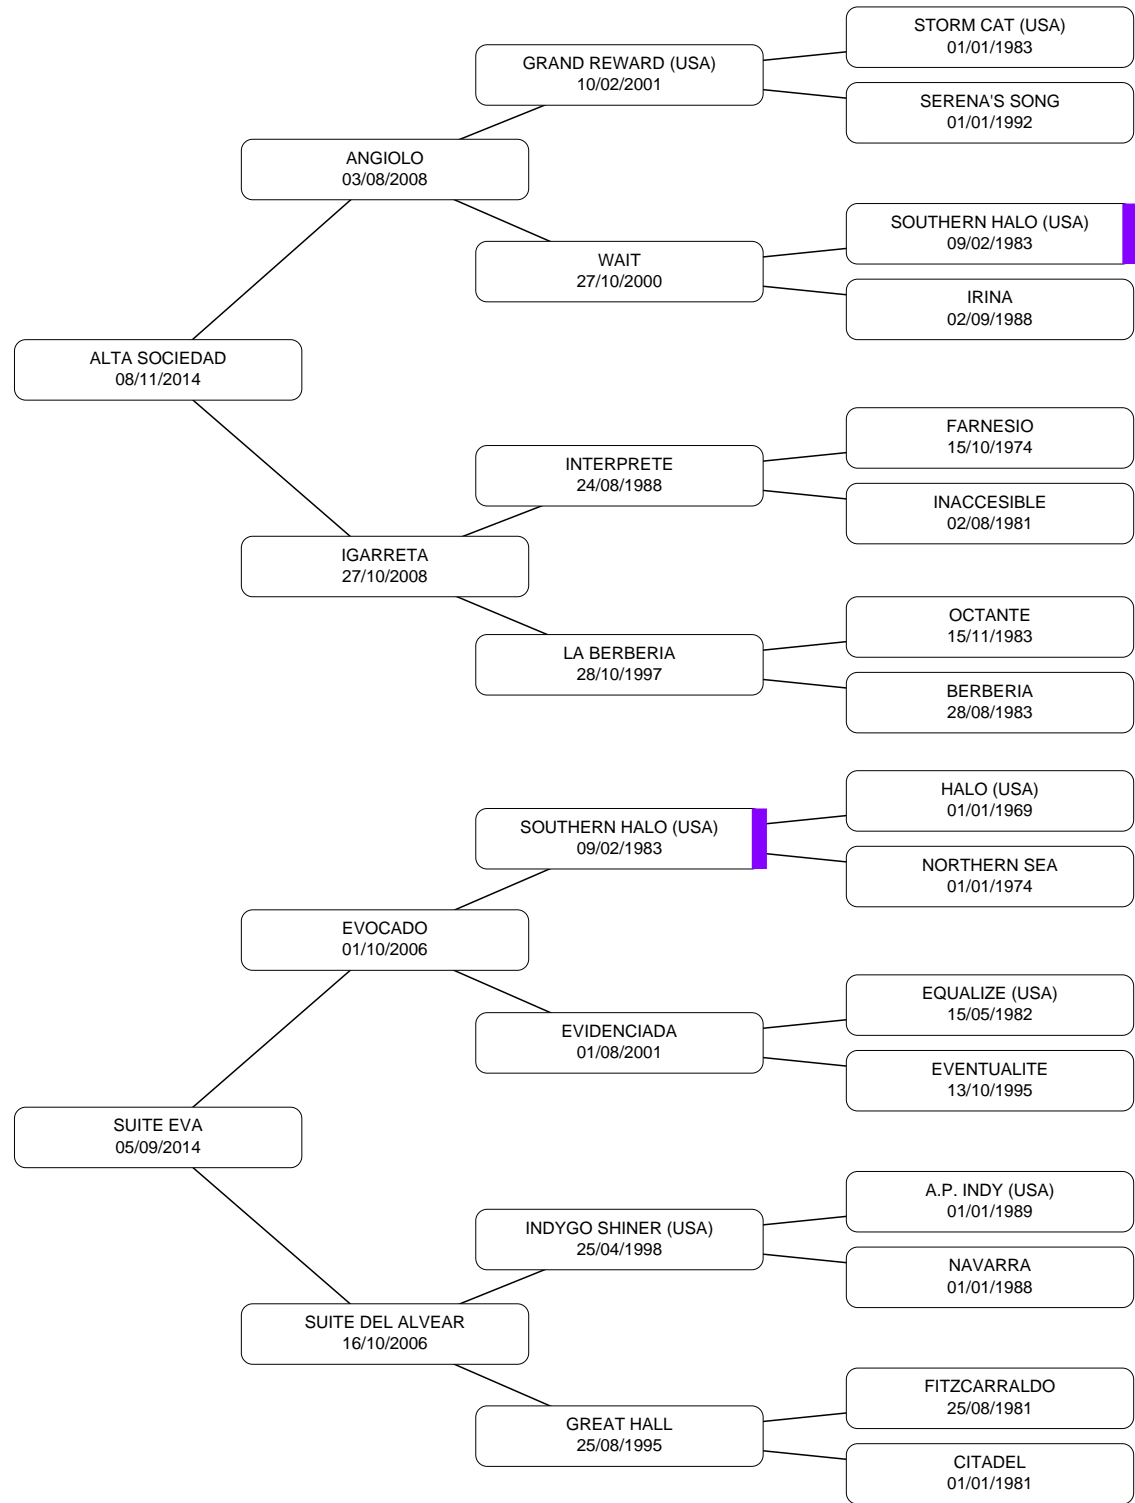 STORM CAT (USA)
01/01/1983
GRAND REWARD (USA)
10/02/2001
SERENA'S SONG
01/01/1992
ANGIOLO
03/08/2008
SOUTHERN HALO (USA)
09/02/1983
WAIT
27/10/2000
IRINA
02/09/1988
ALTA SOCIEDAD
08/11/2014
FARNESIO
15/10/1974
INTERPRETE
24/08/1988
INACCESIBLE
02/08/1981
IGARRETA
27/10/2008
OCTANTE
15/11/1983
LA BERBERIA
28/10/1997
BERBERIA
28/08/1983
HALO (USA)
01/01/1969
SOUTHERN HALO (USA)
09/02/1983
NORTHERN SEA
01/01/1974
EVOCADO
01/10/2006
EQUALIZE (USA)
15/05/1982
EVIDENCIADA
01/08/2001
EVENTUALITE
13/10/1995
SUITE EVA
05/09/2014
A.P. INDY (USA)
01/01/1989
INDYGO SHINER (USA)
25/04/1998
NAVARRA
01/01/1988
SUITE DEL ALVEAR
16/10/2006
FITZCARRALDO
25/08/1981
GREAT HALL
25/08/1995
CITADEL
01/01/1981